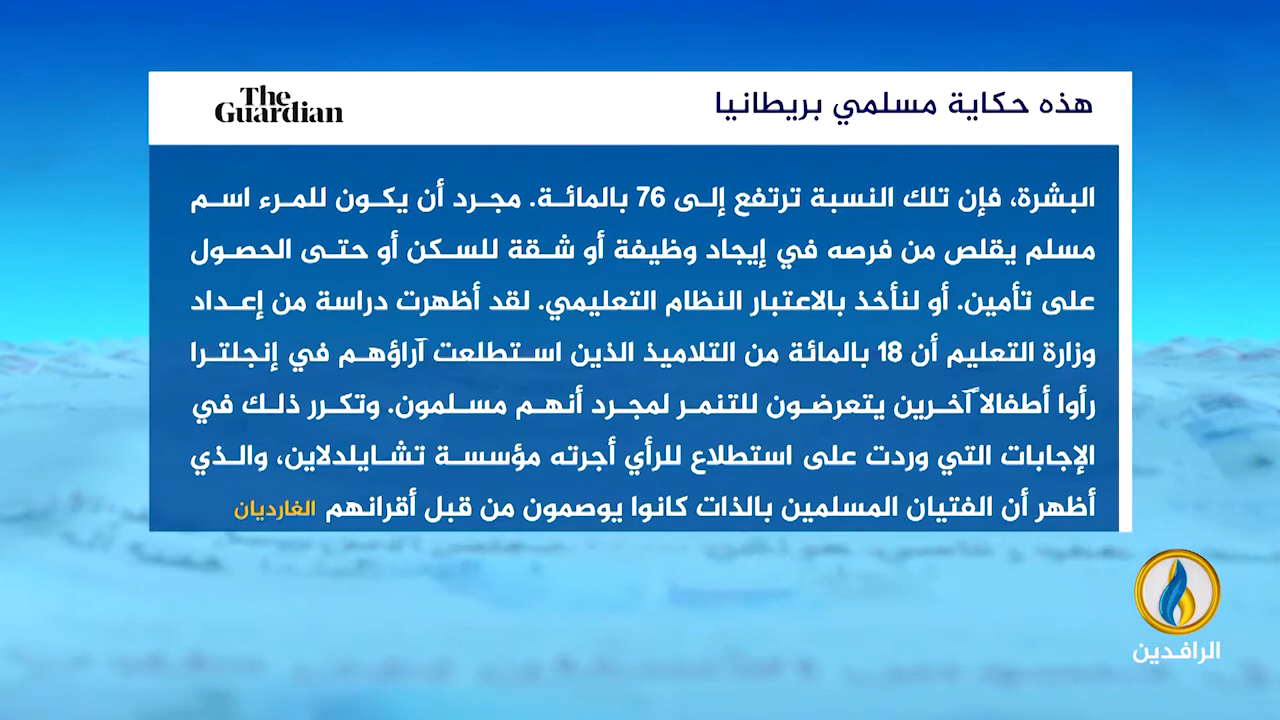 هذه حكاية مسلمي بريطانيا
The
Guardian
البشرة، فإن تلك النسبة ترتفع إلى 76 بالمائة. مجرد أن يكون للمرء اسم
مسلم يقلص من فرصه في إيجاد وظيفة أو شقة للسكن أو حتى الحصول
على تأمين. أو لنأخذ بالاعتبار النظام التعليمي. لقد أظهرت دراسة من إعداد
وزارة التعليم أن 18 بالمائة من التلاميذ الذين استطلعت آراؤهم في إنجلترا
رأوا أطفالا آخرين يتعرضون للتنمر لمجرد أنهم مسلمون. وتكرر ذلك في
الإجابات التي وردت على استطلاع للرأي أجرته مؤسسة تشايلدلاين، والذي
أظهر أن الفتيان المسلمين بالذات كانوا يوصمون من قبل أقرانهم الغارديان
الرافدين